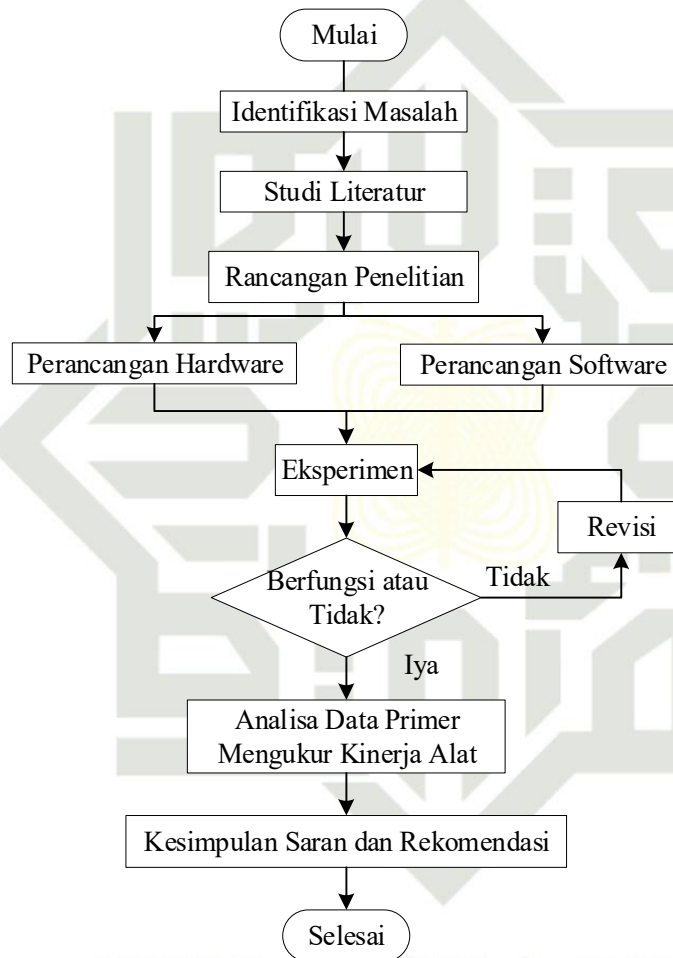 Mulai
Identifikasi Masalah
Studi Literatur
Rancangan Penelitian
Perancangan Hardware
Perancangan Software
Eksperimen
Revisi
Berfungsi atau
Tidak?
Tidak
Iya
Analisa Data Primer
Mengukur Kinerja Alat
Kesimpulan Saran dan Rekomendasi
Selesai